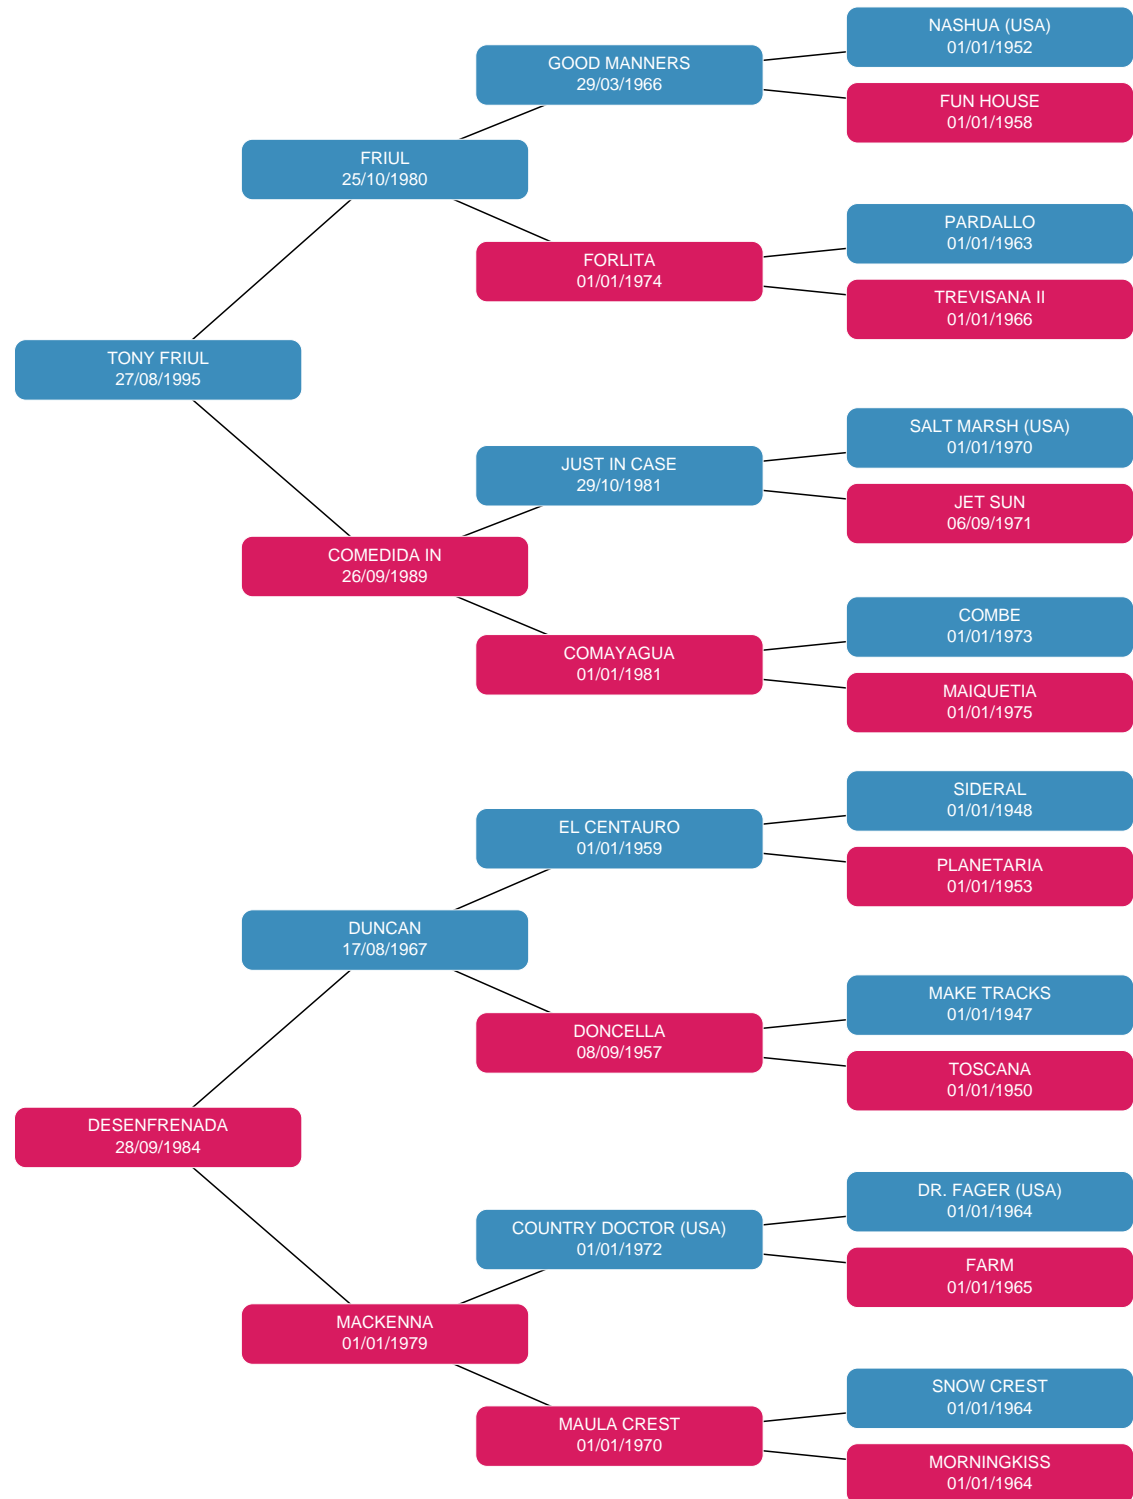 NASHUA (USA)
01/01/1952
GOOD MANNERS
29/03/1966
FUN HOUSE
01/01/1958
FRIUL
25/10/1980
PARDALLO
01/01/1963
FORLITA
01/01/1974
TREVISANA II
01/01/1966
TONY FRIUL
27/08/1995
SALT MARSH (USA)
01/01/1970
JUST IN CASE
29/10/1981
JET SUN
06/09/1971
COMEDIDA IN
26/09/1989
COMBE
01/01/1973
COMAYAGUA
01/01/1981
MAIQUETIA
01/01/1975
SIDERAL
01/01/1948
EL CENTAURO
01/01/1959
PLANETARIA
01/01/1953
DUNCAN
17/08/1967
MAKE TRACKS
01/01/1947
DONCELLA
08/09/1957
TOSCANA
01/01/1950
DESENFRENADA
28/09/1984
DR. FAGER (USA)
01/01/1964
COUNTRY DOCTOR (USA)
01/01/1972
FARM
01/01/1965
MACKENNA
01/01/1979
SNOW CREST
01/01/1964
MAULA CREST
01/01/1970
MORNINGKISS
01/01/1964